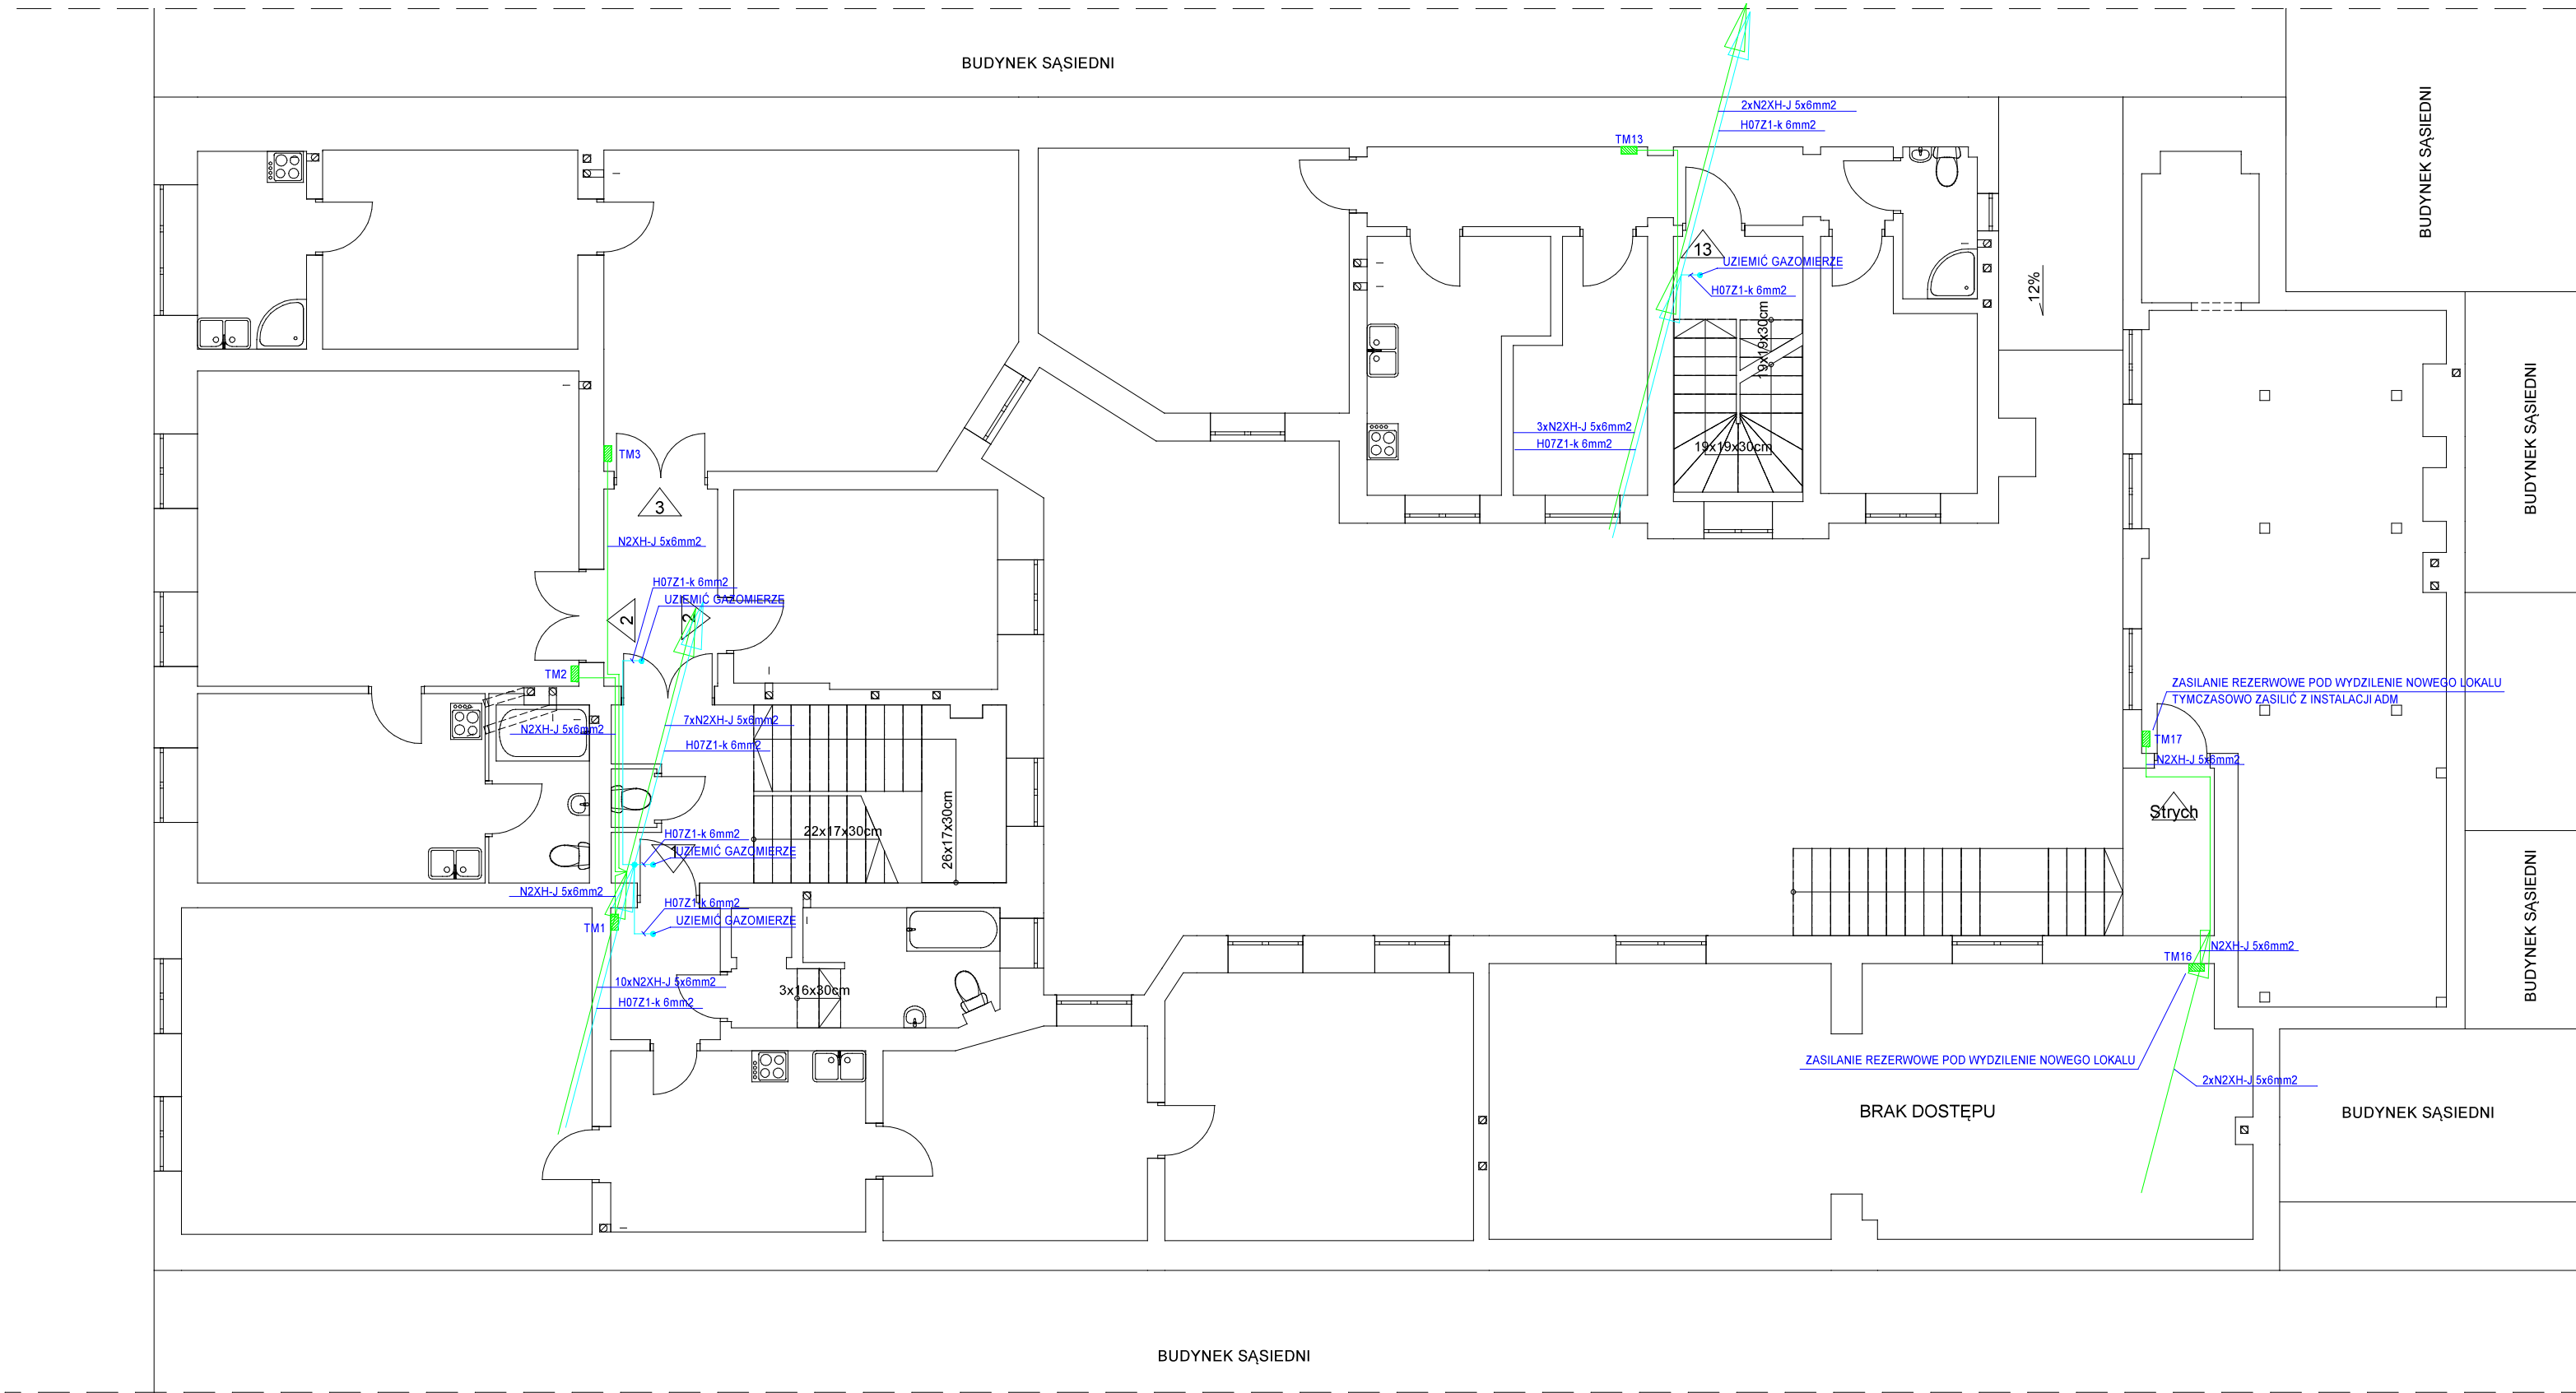 BUDYNEK SĄSIEDNI
BUDYNEK SĄSIEDNI
2xN2XH-J 5x6mm2
H07Z1-k 6mm2
TM13
13
UZIEMIĆ GAZOMIERZE
H07Z1-k 6mm2
12%
19x19x30cm
19x19x30cm
3xN2XH-J 5x6mm2
H07Z1-k 6mm2
BUDYNEK SĄSIEDNI
TM3
3
N2XH-J 5x6mm2
H07Z1-k 6mm2
UZIEMIĆ GAZOMIERZE
2
2
TM2
N2XH-J 5x6mm2
7xN2XH-J 5x6mm2
H07Z1-k 6mm2
22x17x30cm
26x17x30cm
H07Z1-k 6mm2
UZIEMIĆ GAZOMIERZE
1
N2XH-J 5x6mm2
H07Z1-k 6mm2
UZIEMIĆ GAZOMIERZE
TM1
10xN2XH-J 5x6mm2
H07Z1-k 6mm2
3x16x30cm
ZASILANIE REZERWOWE POD WYDZILENIE NOWEGO LOKALU
TYMCZASOWO ZASILIĆ Z INSTALACJI ADM
TM17
N2XH-J 5x6mm2
Strych
N2XH-J 5x6mm2
TM16
BUDYNEK SĄSIEDNI
ZASILANIE REZERWOWE POD WYDZILENIE NOWEGO LOKALU
2xN2XH-J 5x6mm2
BRAK DOSTĘPU
BUDYNEK SĄSIEDNI
BUDYNEK SĄSIEDNI